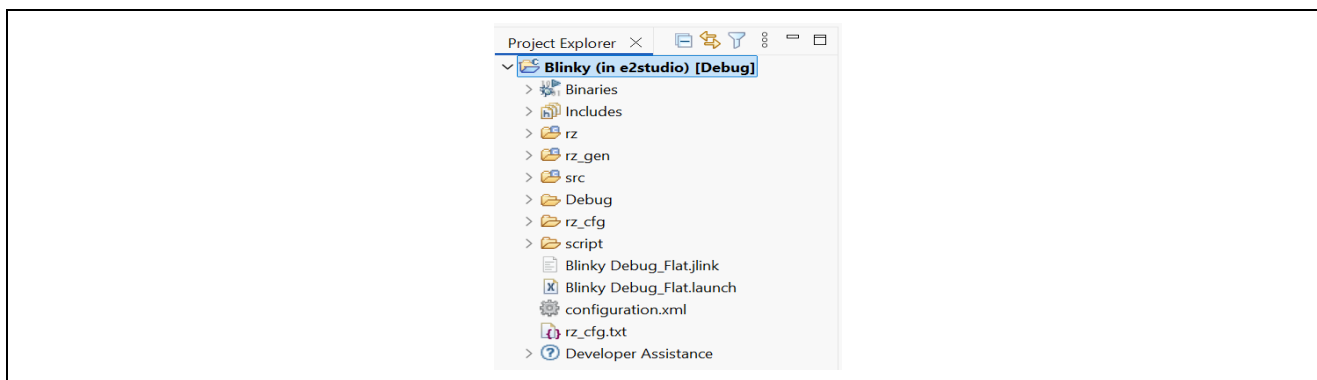 Project Explorer
Blinky (in e2studio) [Debug]
Binaries
Includes
rz
rz_gen
src
Debug
rz_cfg
script
Blinky Debug_Flat.jlink
Blinky Debug_Flat.launch
configuration.xml
rz_cfg.txt
Developer Assistance